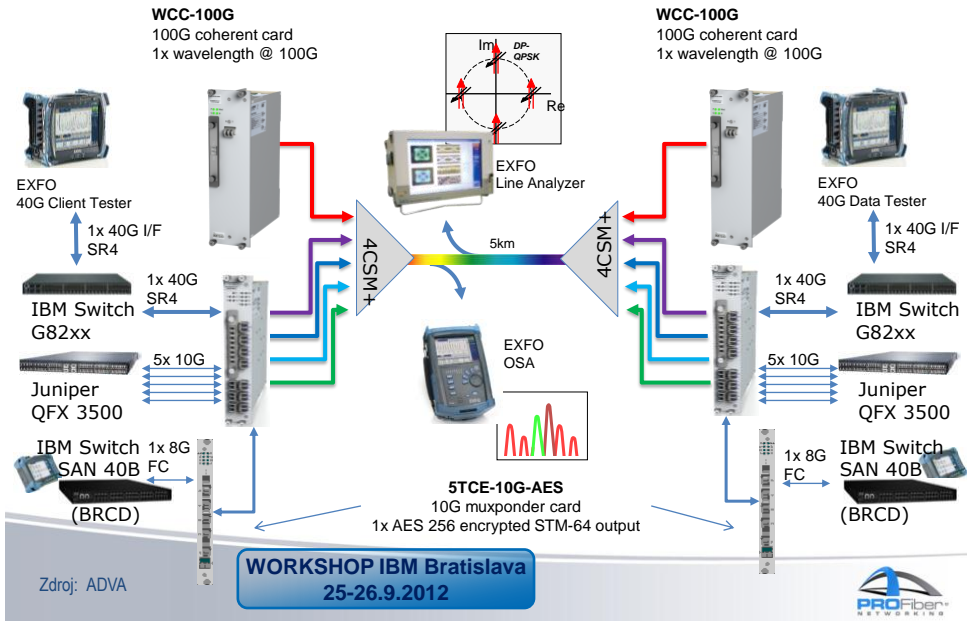 WCC-100G
100G coherent card
1x wavelength @ 100G
WCC-100G
100G coherent card
1x wavelength @ 100G
Im
DP-
QPSK
Re
EXFO
Line Analyzer
EXFO
40G Client Tester
EXFO
40G Data Tester
1x 40G I/F
SR4
1x 40G I/F
SR4
4CSM+
5km
4CSM+
1x 40G
SR4
1x 40G
SR4
IBM Switch
G82xx
IBM Switch
G82xx
EXFO
OSA
5x 10G
5x 10G
Juniper
QFX 3500
Juniper
QFX 3500
IBM Switch
SAN 40B
(BRCD)
1x 8G
FC
1x 8G
FC
IBM Switch
SAN 40B
(BRCD)
5TCE-10G-AES
10G muxponder card
1x AES 256 encrypted STM-64 output
WORKSHOP IBM Bratislava
25-26.9.2012
Zdroj: ADVA
PROFiber
NETWORKING